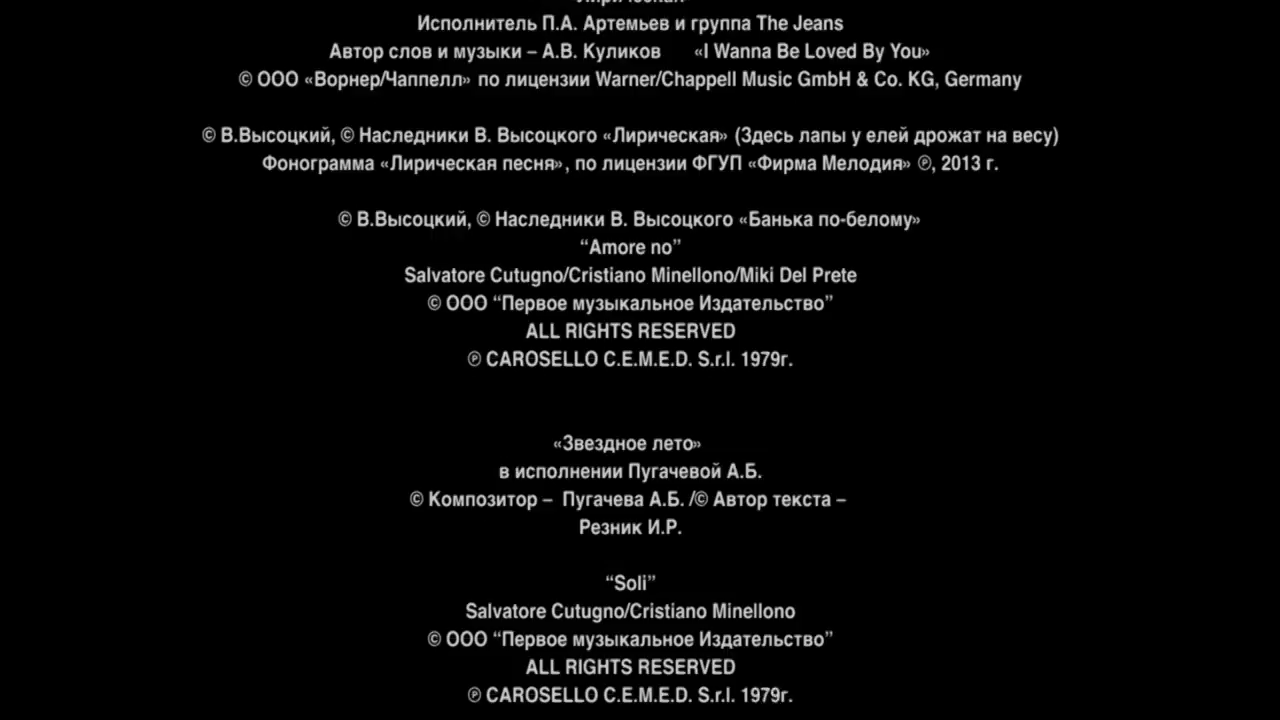 Лирическая
Исполнитель П.А. Артемьев и группа The Jeans
Автор слов и музыки – А.В. Куликов «I Wanna Be Loved By You»
© ООО «Ворнер/Чаппелл» по лицензии Warner/Chappell Music GmbH & Co. KG, Germany
© В.Высоцкий, © Наследники В. Высоцкого «Лирическая» (Здесь лапы у елей дрожат на весу)
Фонограмма «Лирическая песня», по лицензии ФГУП «Фирма Мелодия» ℗, 2013 г.
© В.Высоцкий, © Наследники В. Высоцкого «Банька по-белому»
“Amore no”
Salvatore Cutugno/Cristiano Minellono/Miki Del Prete
© ООО “Первое музыкальное Издательство”
ALL RIGHTS RESERVED
℗ CAROSELLO C.E.M.E.D. S.r.l. 1979г.
«Звездное лето»
в исполнении Пугачевой А.Б.
© Композитор – Пугачева А.Б. /© Автор текста –
Резник И.Р.
“Soli”
Salvatore Cutugno/Cristiano Minellono
© ООО “Первое музыкальное Издательство”
ALL RIGHTS RESERVED
℗ CAROSELLO C.E.M.E.D. S.r.l. 1979г.